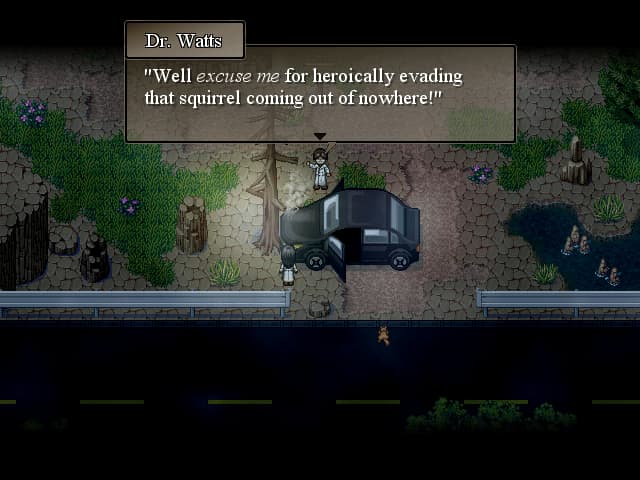 Dr. Watts
"Well excuse me for heroically evading
that squirrel coming out of nowhere!"